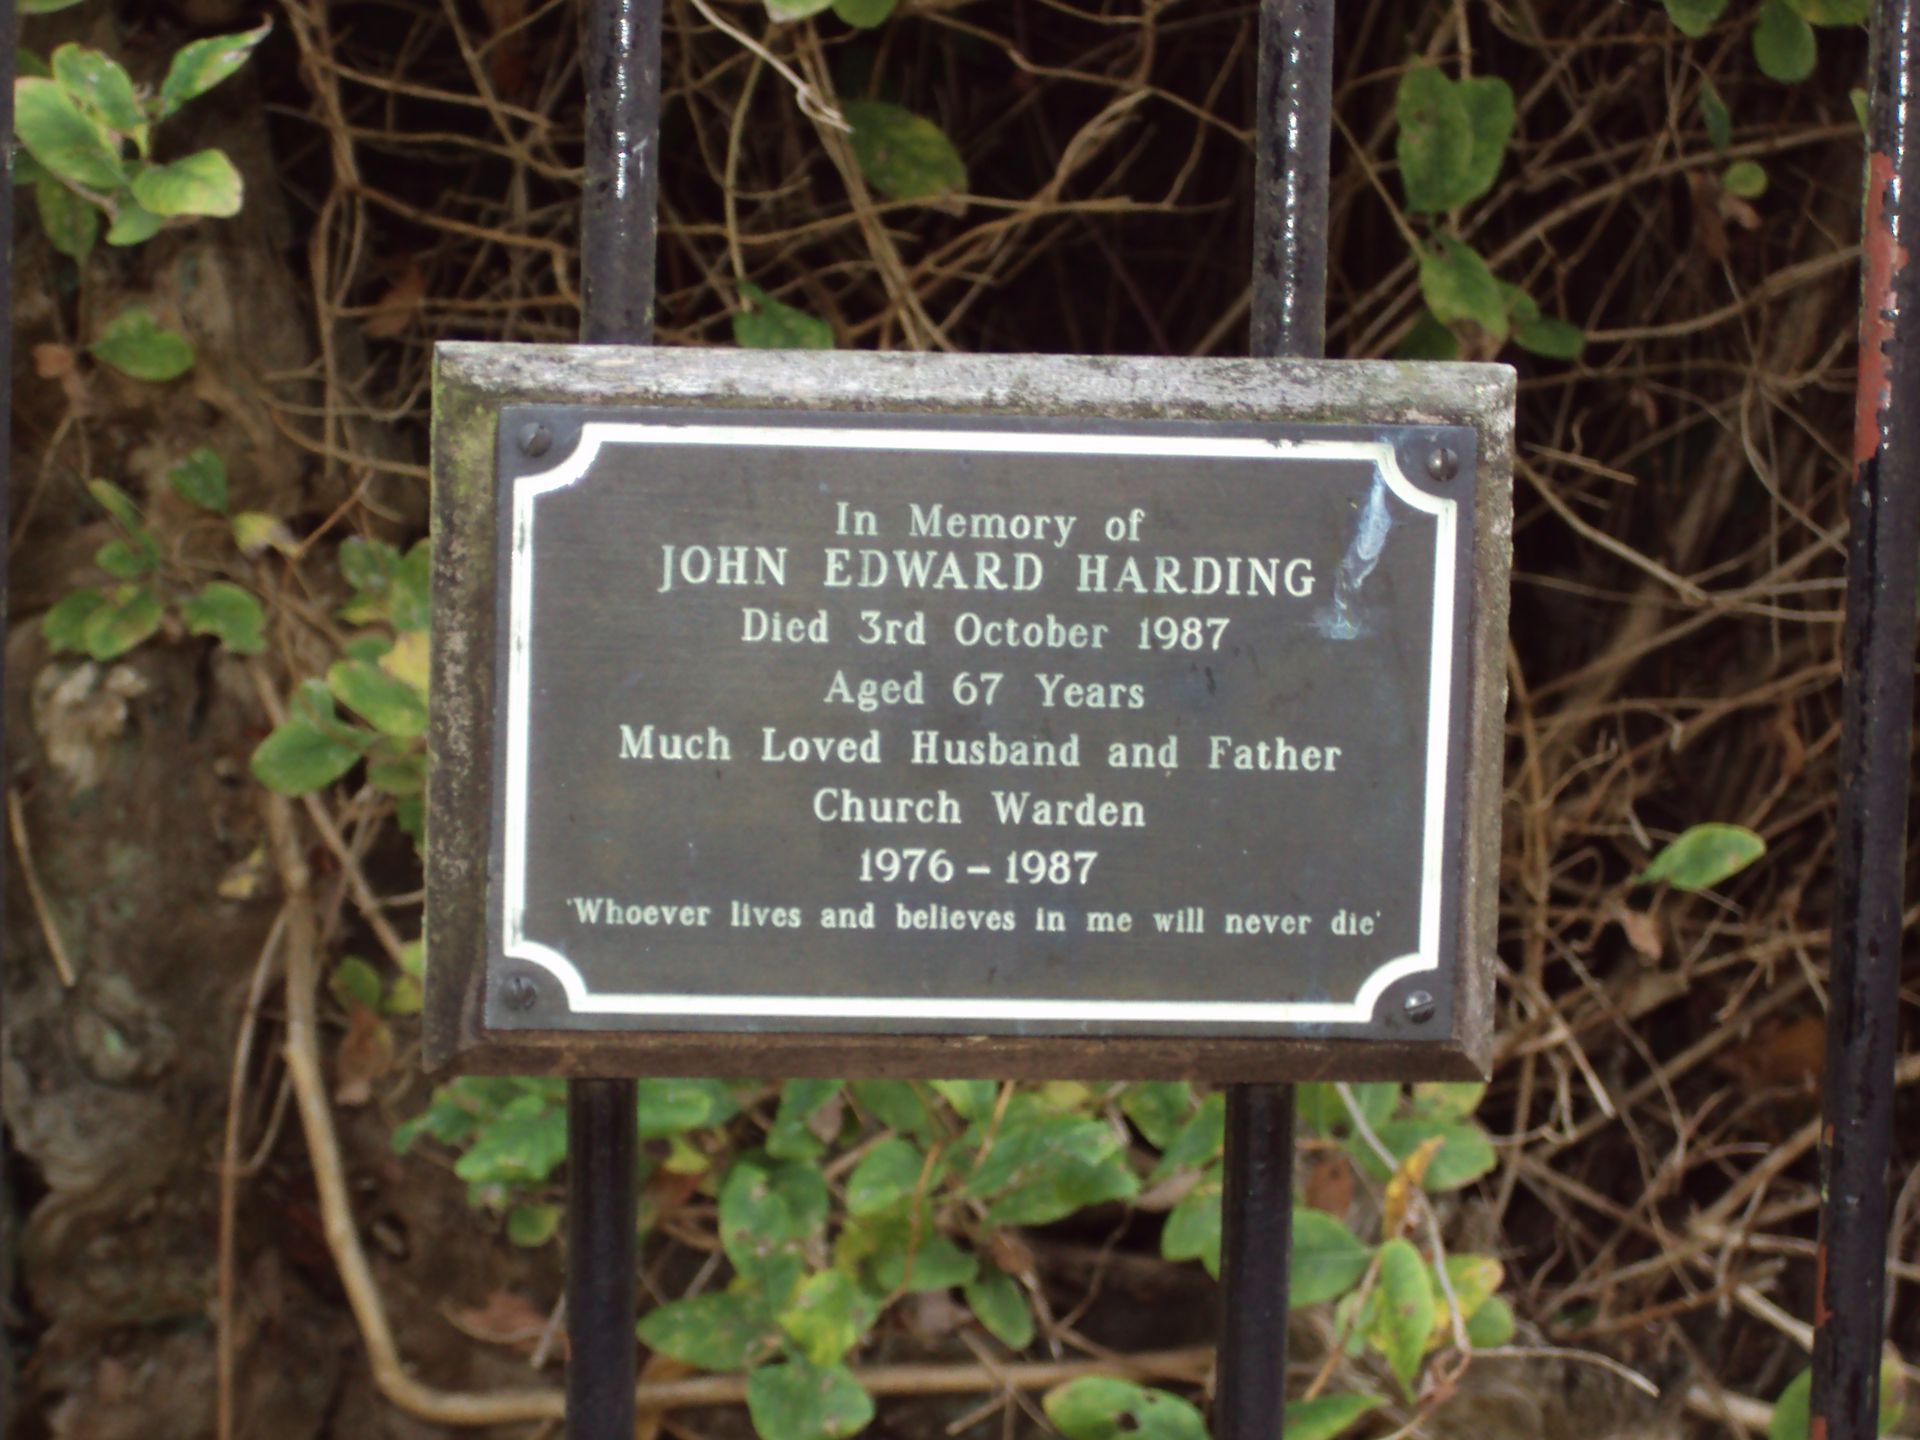 In Memory of
JOHN EDWARD HARDING
Died 3rd October 1987
Aged 67 Years
Much Loved Husband and Father
Church Warden
1976 – 1987
'Whoever lives and believes in me will never die'